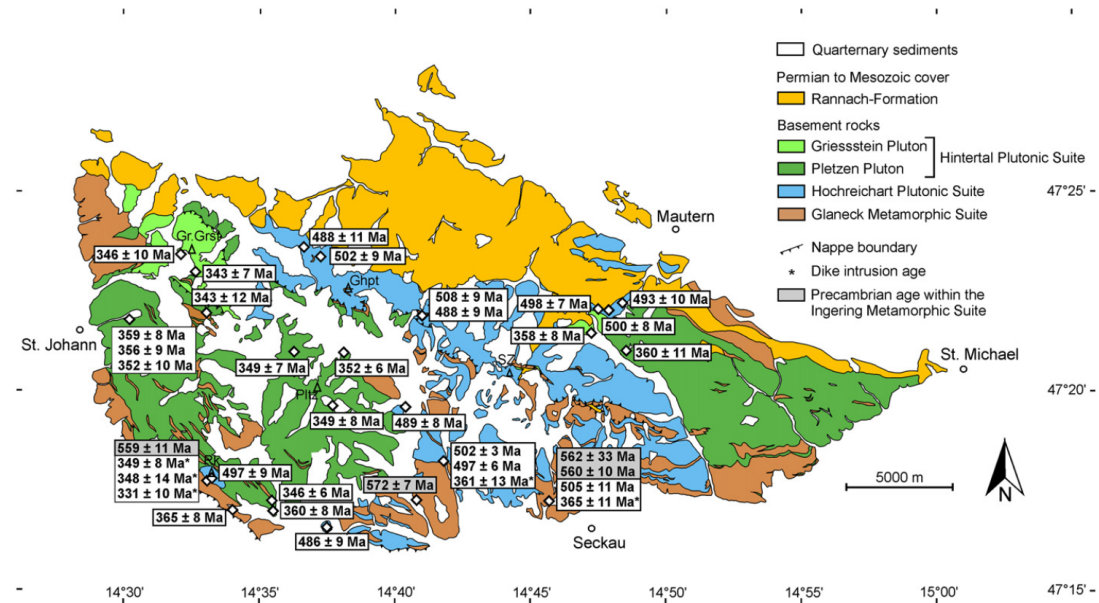 Quarternary sediments
Permian to Mesozoic cover
Rannach-Formation
Basement rocks
Griessstein Pluton
Hintertal Plutonic Suite
Pletzen Pluton
Hochreichart Plutonic Suite
Glaneck Metamorphic Suite
Nappe boundary
* Dike intrusion age
Precambrian age within the
Ingering Metamorphic Suite
47°25'
Mautern
Gr.Grst
488 ± 11 Ma
502 ± 9 Ma
346 ± 10 Ma
343 ± 7 Ma
Ghpt
343 ± 12 Ma
508 ± 9 Ma
488 ± 9 Ma
498 ± 7 Ma
493 ± 10 Ma
500 ± 8 Ma
358 ± 8 Ma
360 ± 11 Ma
St. Johann
359 ± 8 Ma
356 ± 9 Ma
352 ± 10 Ma
349 ± 7 Ma
352 ± 6 Ma
SZ
St. Michael
47°20'
Pltz
349 ± 8 Ma
489 ± 8 Ma
559 ± 11 Ma
349 ± 8 Ma*
348 ± 14 Ma*
331 ± 10 Ma*
497 ± 9 Ma
502 ± 3 Ma
497 ± 6 Ma
361 ± 13 Ma*
562 ± 33 Ma
560 ± 10 Ma
505 ± 11 Ma
365 ± 11 Ma*
572 ± 7 Ma
346 ± 6 Ma
360 ± 8 Ma
365 ± 8 Ma
486 ± 9 Ma
Seckau
5000 m
N
47°15'
14°30'
14°35'
14°40'
14°45'
14°50'
14°55'
15°00'